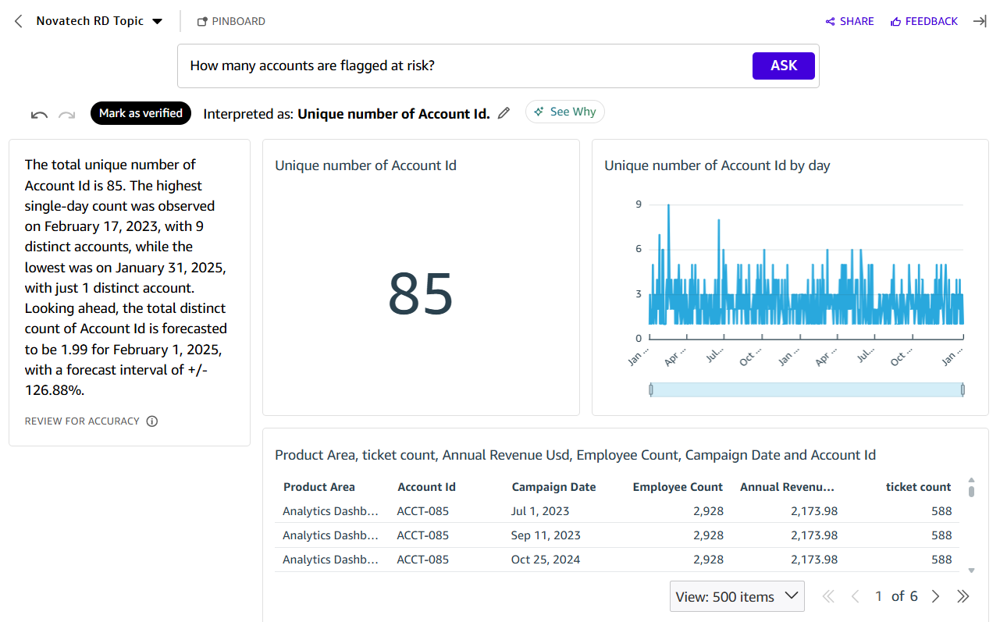 Novatech RD Topic
PINBOARD
SHARE
FEEDBACK
How many accounts are flagged at risk?
ASK
Mark as verified
Interpreted as: Unique number of Account Id.
See Why
The total unique number of
Account Id is 85. The highest
single-day count was observed
on February 17, 2023, with 9
distinct accounts, while the
lowest was on January 31, 2025,
with just 1 distinct account.
Looking ahead, the total distinct
count of Account Id is forecasted
to be 1.99 for February 1, 2025,
with a forecast interval of +/-
126.88%.
REVIEW FOR ACCURACY
Unique number of Account Id
85
Unique number of Account Id by day
9
6
3
0
Jan ...
Apr ...
Jul...
Oct ...
Jan ...
Apr ...
Jul...
Oct ...
Jan ...
Product Area, ticket count, Annual Revenue Usd, Employee Count, Campaign Date and Account Id
Product Area Account Id Campaign Date Employee Count Annual Revenu... ticket count
Analytics Dashb... ACCT-085 Jul 1, 2023 2,928 2,173.98 588
Analytics Dashb... ACCT-085 Sep 11, 2023 2,928 2,173.98 588
Analytics Dashb... ACCT-085 Oct 25, 2024 2,928 2,173.98 588
View: 500 items
1 of 6